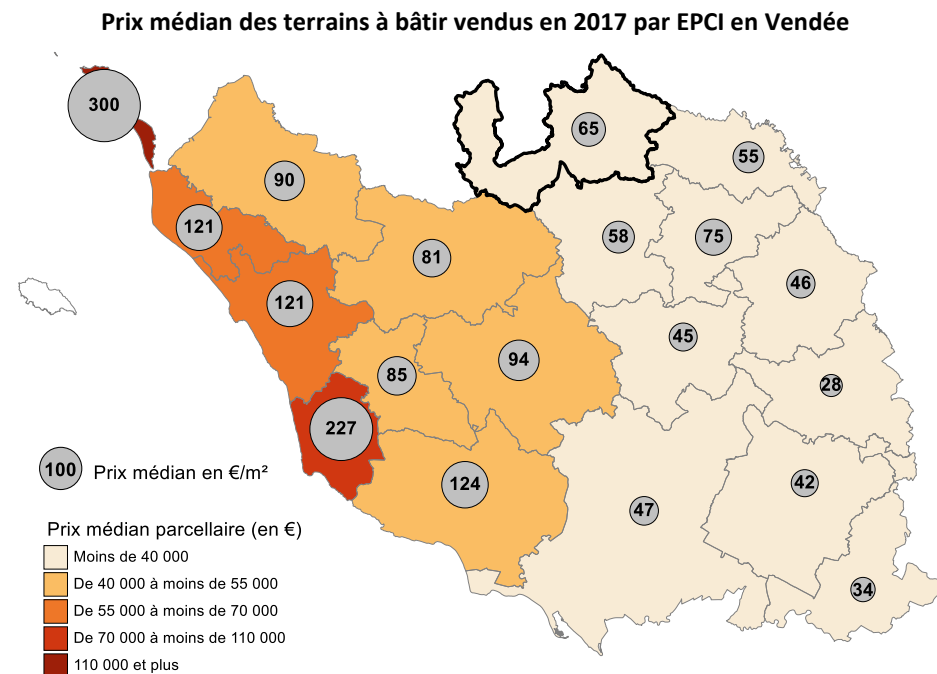 Prix médian des terrains à bâtir vendus en 2017 par EPCI en Vendée
300
65
55
90
121
58
75
81
46
121
45
94
85
28
227
100 Prix médian en €/m²
124
42
47
Prix médian parcellaire (en €)
Moins de 40 000
De 40 000 à moins de 55 000
De 55 000 à moins de 70 000
34
De 70 000 à moins de 110 000
110 000 et plus